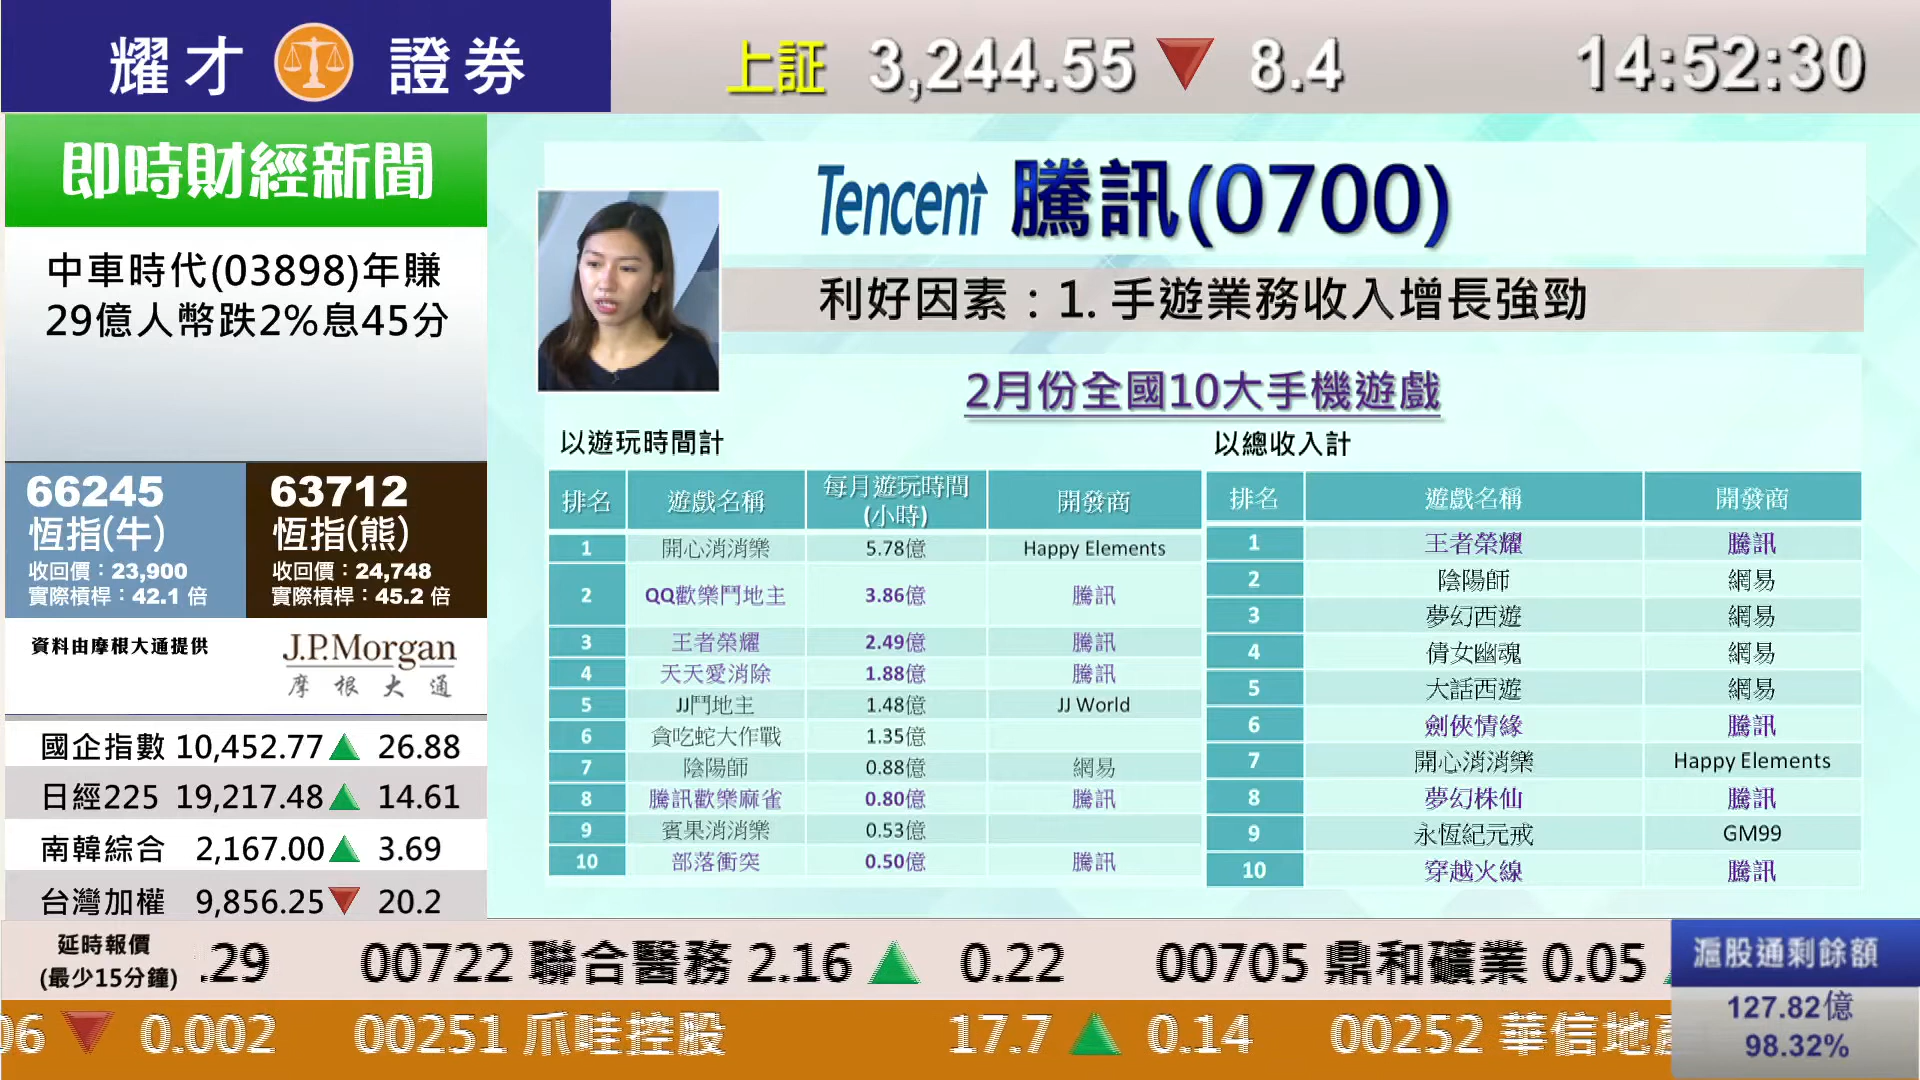 耀才證券
上証 3,244.55 ▼ 8.4
14:52:30
即時財經新聞
中車時代(03898)年賺
29億人幣跌2%息45分
66245
恆指(牛)
收回價：23,900
實際槓桿：42.1 倍
63712
恆指(熊)
收回價：24,748
實際槓桿：45.2 倍
資料由摩根大通提供
J.P.Morgan
摩根大通
國企指數 10,452.77 ▲ 26.88
日經225 19,217.48 ▲ 14.61
南韓綜合 2,167.00 ▲ 3.69
台灣加權 9,856.25 ▼ 20.2
Tencent 騰訊(0700)
利好因素：1. 手遊業務收入增長強勁
2月份全國10大手機遊戲
以遊玩時間計
排名 遊戲名稱 每月遊玩時間(小時) 開發商
1 開心消消樂 5.78億 Happy Elements
2 QQ歡樂鬥地主 3.86億 騰訊
3 王者榮耀 2.49億 騰訊
4 天天愛消除 1.88億 騰訊
5 JJ鬥地主 1.48億 JJ World
6 貪吃蛇大作戰 1.35億
7 陰陽師 0.88億 網易
8 騰訊歡樂麻雀 0.80億 騰訊
9 賓果消消樂 0.53億
10 部落衝突 0.50億 騰訊
以總收入計
排名 遊戲名稱 開發商
1 王者榮耀 騰訊
2 陰陽師 網易
3 夢幻西遊 網易
4 倩女幽魂 網易
5 大話西遊 網易
6 劍俠情緣 騰訊
7 開心消消樂 Happy Elements
8 夢幻株仙 騰訊
9 永恆紀元戒 GM99
10 穿越火線 騰訊
延時報價
(最少15分鐘)
.29 00722 聯合醫務 2.16 ▲ 0.22 00705 鼎和礦業 0.05
06 ▼ 0.002 00251 爪哇控股 17.7 ▲ 0.14 00252 華信地產
滬股通剩餘額
127.82億
98.32%